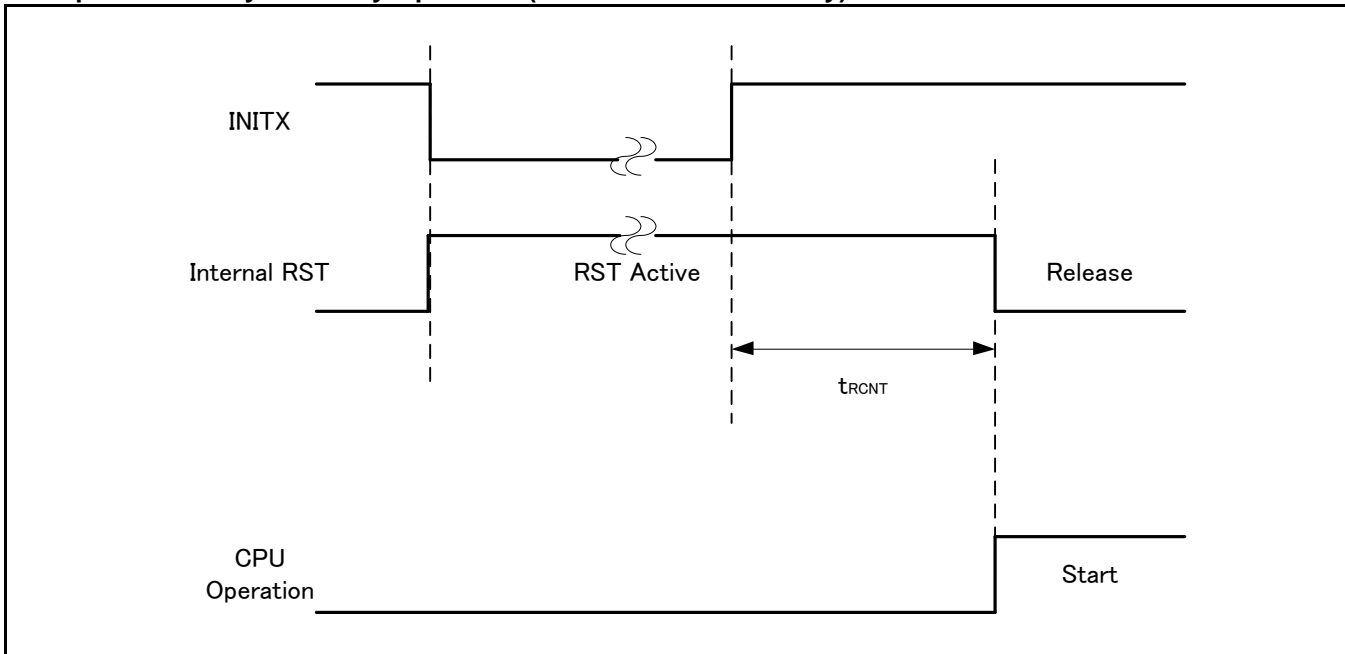 INITX
Internal RST
RST Active
Release
tRCNT
CPU
Operation
Start